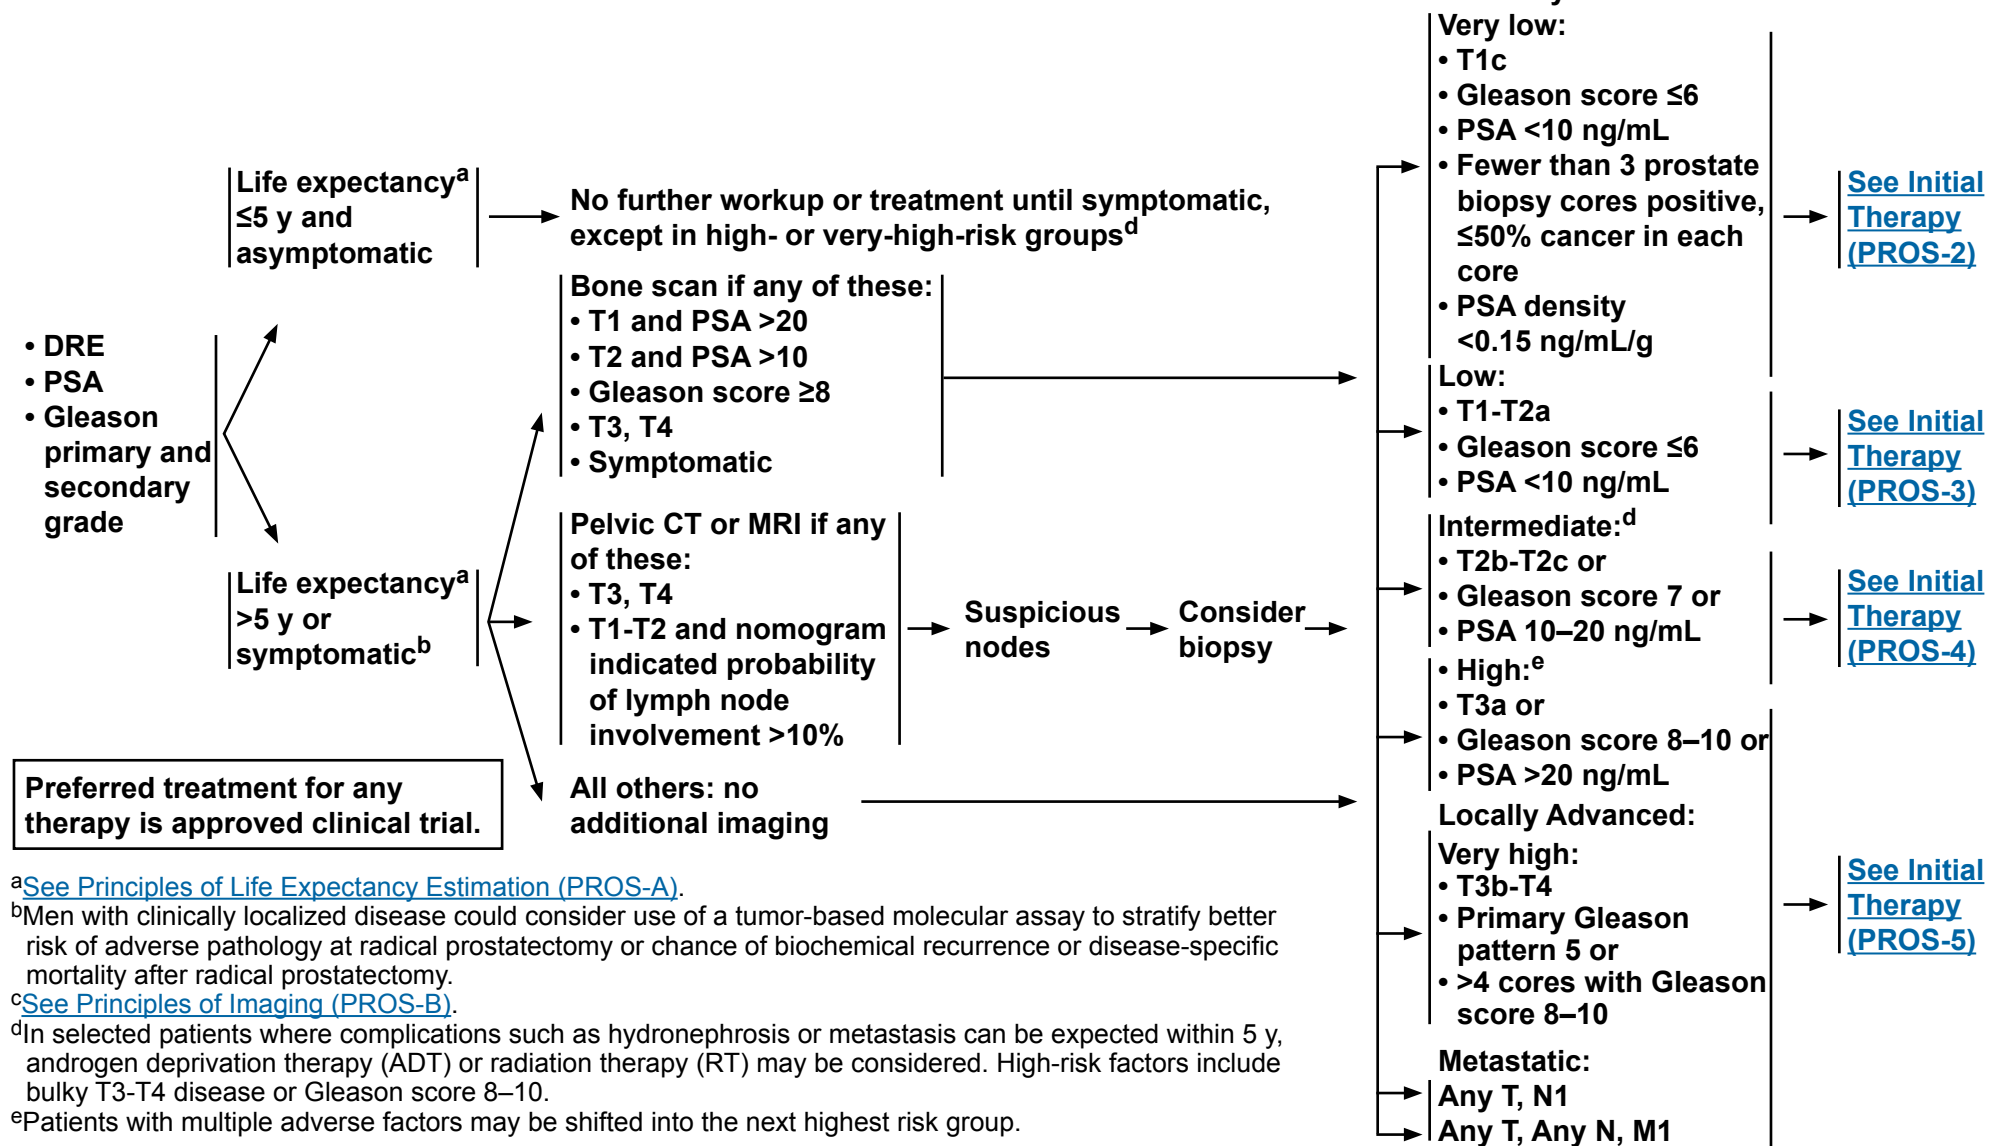 • DRE
• PSA
• Gleason
primary and
secondary
grade
Life expectancya
≤5 y and
asymptomatic
No further workup or treatment until symptomatic,
except in high- or very-high-risk groupsd
Life expectancya
>5 y or
symptomaticb
Bone scan if any of these:
• T1 and PSA >20
• T2 and PSA >10
• Gleason score ≥8
• T3, T4
• Symptomatic
Pelvic CT or MRI if any
of these:
• T3, T4
• T1-T2 and nomogram
indicated probability
of lymph node
involvement >10%
Suspicious
nodes
Consider
biopsy
All others: no
additional imaging
Very low:
• T1c
• Gleason score ≤6
• PSA <10 ng/mL
• Fewer than 3 prostate
biopsy cores positive,
≤50% cancer in each
core
• PSA density
<0.15 ng/mL/g
See Initial
Therapy
(PROS-2)
Low:
• T1-T2a
• Gleason score ≤6
• PSA <10 ng/mL
See Initial
Therapy
(PROS-3)
Intermediate:d
• T2b-T2c or
• Gleason score 7 or
• PSA 10–20 ng/mL
See Initial
Therapy
(PROS-4)
• High:e
• T3a or
• Gleason score 8–10 or
• PSA >20 ng/mL
Locally Advanced:
Very high:
• T3b-T4
• Primary Gleason
pattern 5 or
• >4 cores with Gleason
score 8–10
Metastatic:
Any T, N1
Any T, Any N, M1
See Initial
Therapy
(PROS-5)
Preferred treatment for any
therapy is approved clinical trial.
aSee Principles of Life Expectancy Estimation (PROS-A).
bMen with clinically localized disease could consider use of a tumor-based molecular assay to stratify better
risk of adverse pathology at radical prostatectomy or chance of biochemical recurrence or disease-specific
mortality after radical prostatectomy.
cSee Principles of Imaging (PROS-B).
dIn selected patients where complications such as hydronephrosis or metastasis can be expected within 5 y,
androgen deprivation therapy (ADT) or radiation therapy (RT) may be considered. High-risk factors include
bulky T3-T4 disease or Gleason score 8–10.
ePatients with multiple adverse factors may be shifted into the next highest risk group.